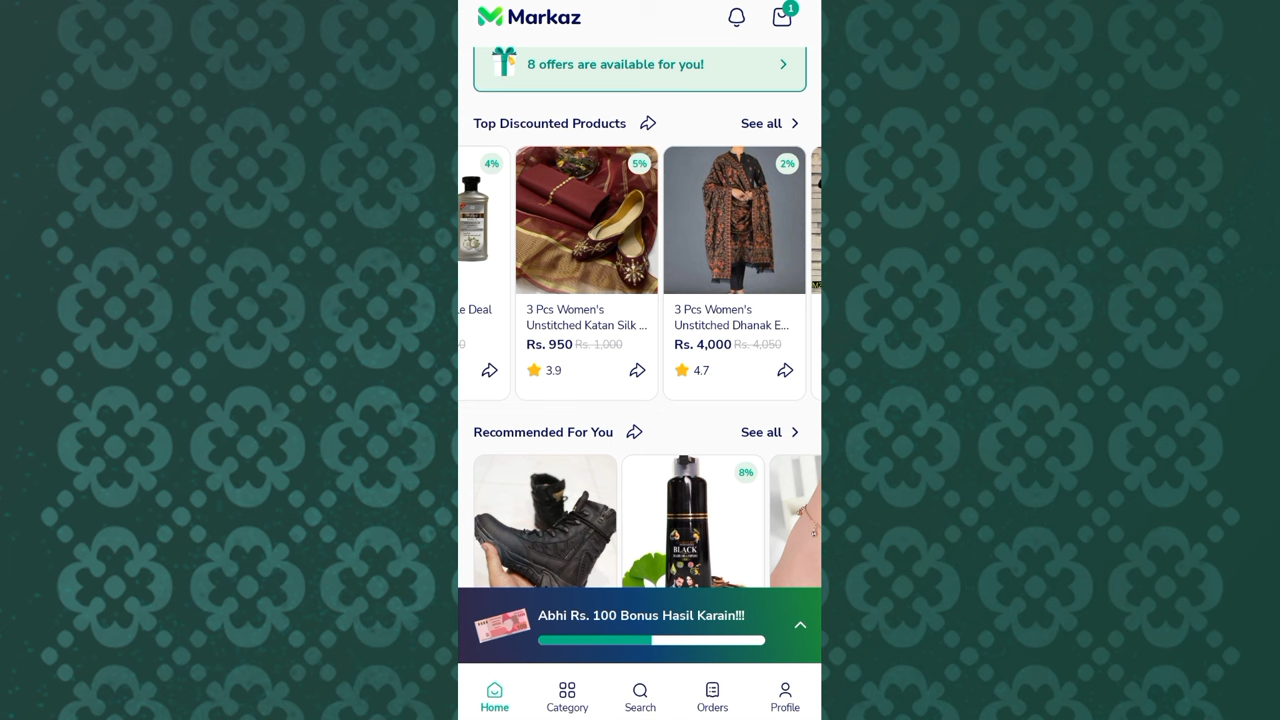 Markaz
1
8 offers are available for you!
Top Discounted Products
See all
4%
5%
2%
e Deal
3 Pcs Women's
Unstitched Katan Silk ...
Rs. 950 Rs. 1,000
3.9
3 Pcs Women's
Unstitched Dhanak E...
Rs. 4,000 Rs. 4,050
4.7
Recommended For You
See all
8%
BLACK
Abhi Rs. 100 Bonus Hasil Karain!!!
Home
Category
Search
Orders
Profile